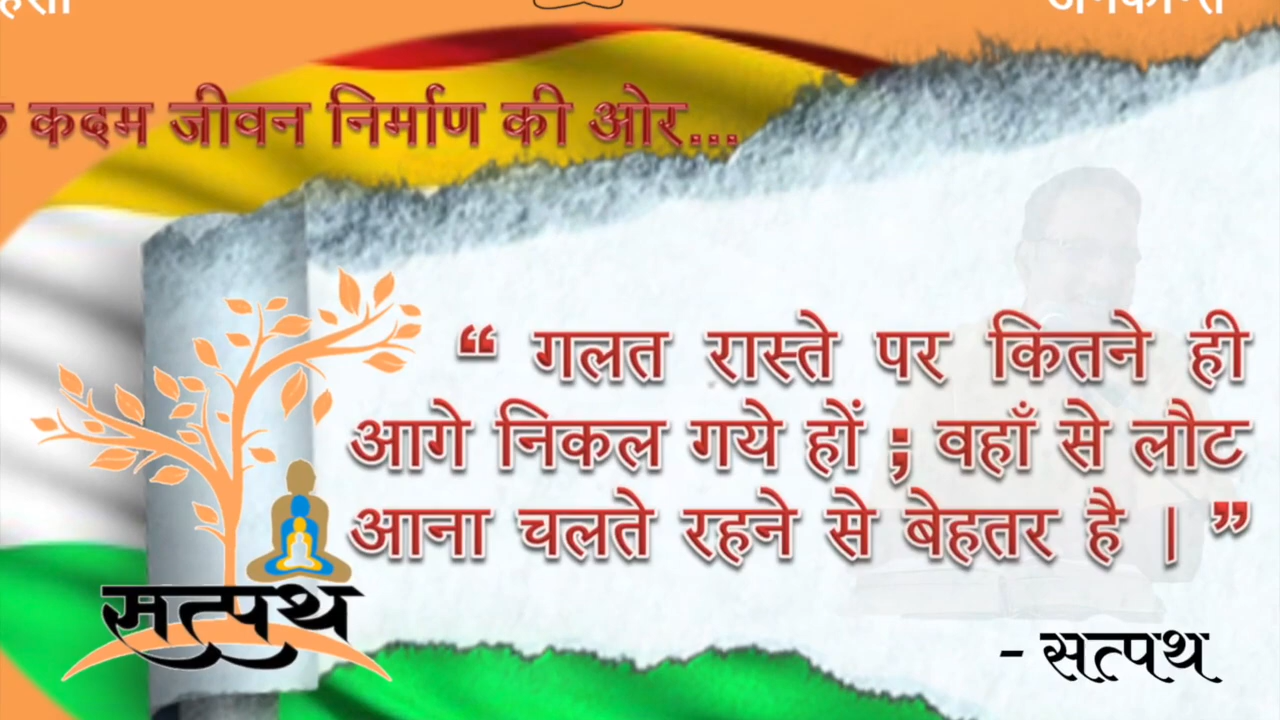 कदम जीवन निर्माण की ओर...
“ गलत रास्ते पर कितने ही
आगे निकल गये हों ; वहाँ से लौट
आना चलते रहने से बेहतर है । ”
सत्पथ
- सत्पथ